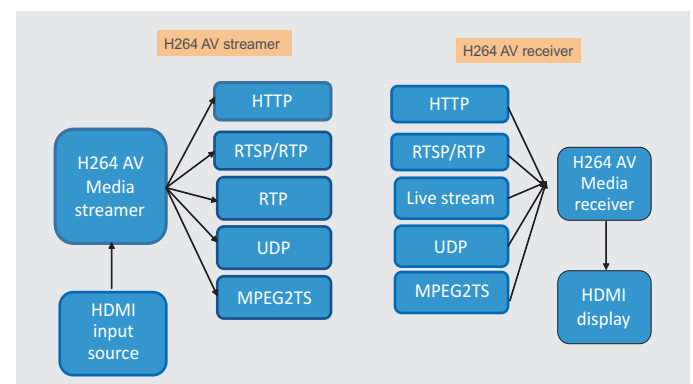 H264 AV streamer
HTTP
RTSP/RTP
RTP
UDP
MPEG2TS
H264 AV
Media
streamer
HDMI
input
source
H264 AV receiver
HTTP
RTSP/RTP
Live stream
UDP
MPEG2TS
H264 AV
Media
receiver
HDMI
display